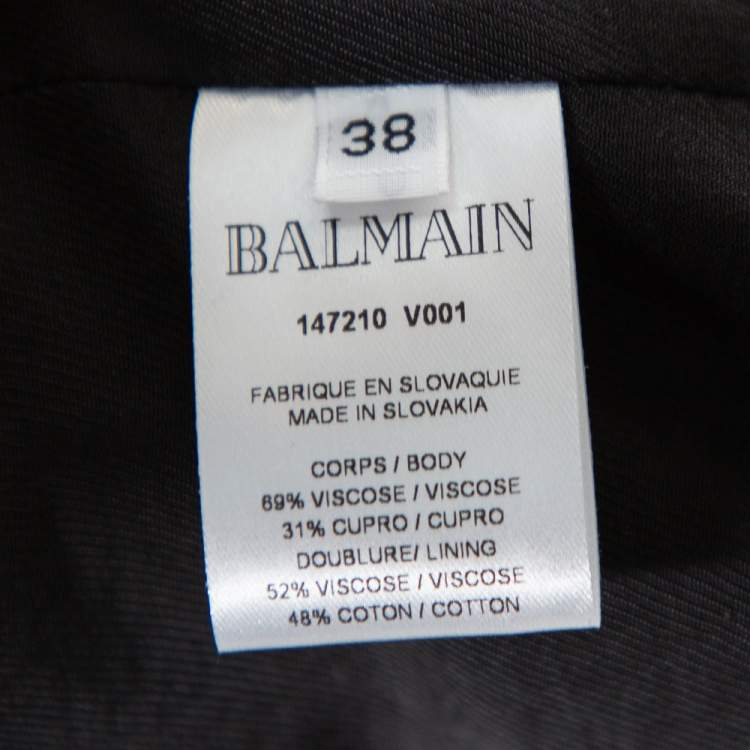 38
BALMAIN
147210 V001
FABRIQUE EN SLOVAQUIE
MADE IN SLOVAKIA
CORPS / BODY
69% VISCOSE / VISCOSE
31% CUPRO / CUPRO
DOUBLURE/ LINING
52% VISCOSE / VISCOSE
48% COTON / COTTON